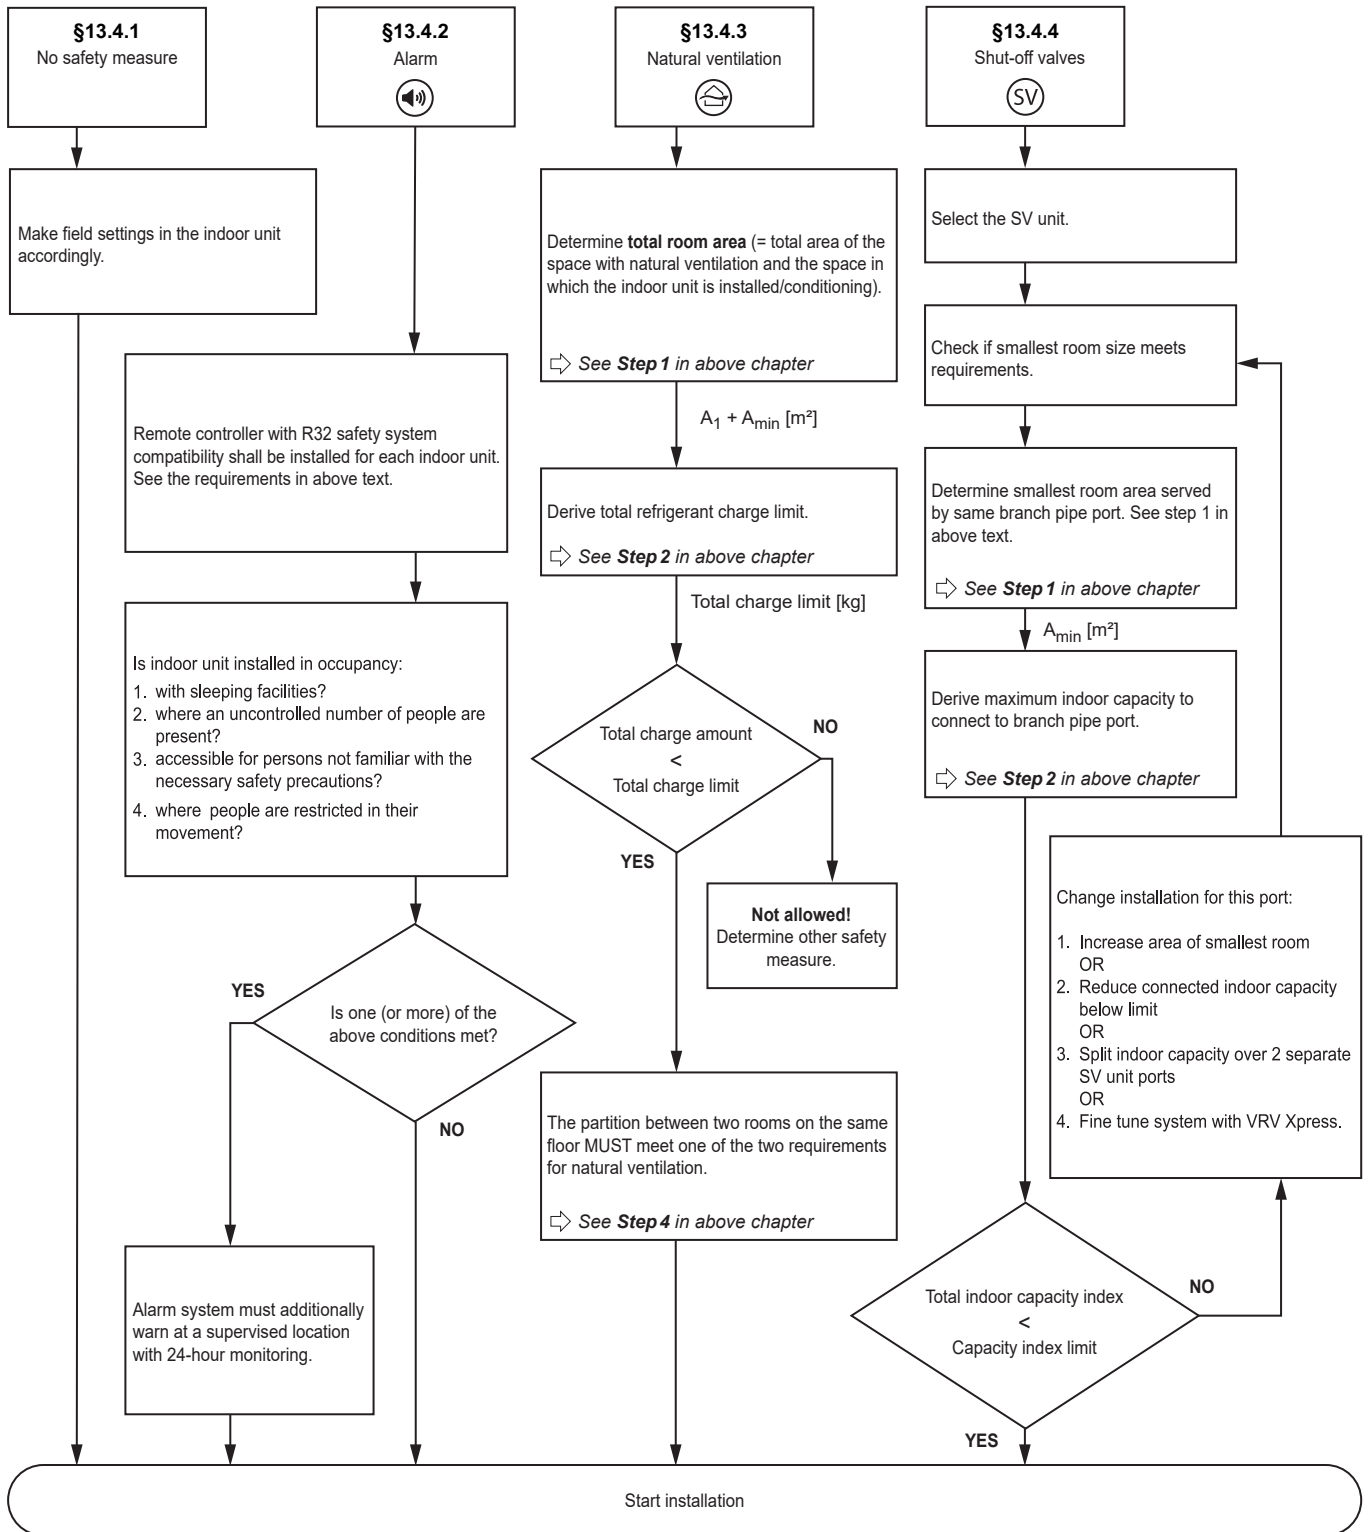 §13.4.1
No safety measure
Make field settings in the indoor unit
accordingly.
§13.4.2
Alarm
Remote controller with R32 safety system
compatibility shall be installed for each indoor unit.
See the requirements in above text.
Is indoor unit installed in occupancy:
1. with sleeping facilities?
2. where an uncontrolled number of people are
present?
3. accessible for persons not familiar with the
necessary safety precautions?
4. where people are restricted in their
movement?
YES
Is one (or more) of the
above conditions met?
NO
Alarm system must additionally
warn at a supervised location
with 24-hour monitoring.
§13.4.3
Natural ventilation
Determine total room area (= total area of the
space with natural ventilation and the space in
which the indoor unit is installed/conditioning).
⇨ See Step 1 in above chapter
A1 + Amin [m²]
Derive total refrigerant charge limit.
⇨ See Step 2 in above chapter
Total charge limit [kg]
Total charge amount
<
Total charge limit
NO
YES
Not allowed!
Determine other safety
measure.
The partition between two rooms on the same
floor MUST meet one of the two requirements
for natural ventilation.
⇨ See Step 4 in above chapter
§13.4.4
Shut-off valves
SV
Select the SV unit.
Check if smallest room size meets
requirements.
Determine smallest room area served
by same branch pipe port. See step 1 in
above text.
⇨ See Step 1 in above chapter
Amin [m²]
Derive maximum indoor capacity to
connect to branch pipe port.
⇨ See Step 2 in above chapter
Change installation for this port:
1. Increase area of smallest room
OR
2. Reduce connected indoor capacity
below limit
OR
3. Split indoor capacity over 2 separate
SV unit ports
OR
4. Fine tune system with VRV Xpress.
Total indoor capacity index
<
Capacity index limit
NO
YES
Start installation